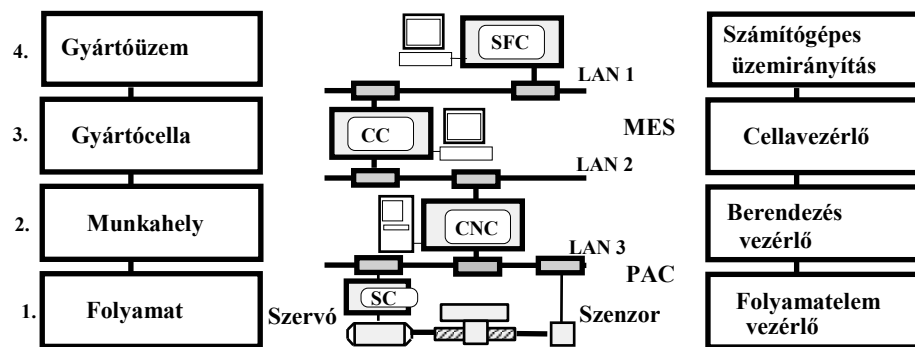 4.
Gyártóüzem
SFC
Számítógépes
üzemirányítás
LAN 1
3.
Gyártócella
CC
MES
Cellavezérlő
LAN 2
2.
Munkahely
CNC
Berendezés
vezérlő
LAN 3
PAC
1.
Folyamat
SC
Szervó
Szenzor
Folyamatelem
vezérlő